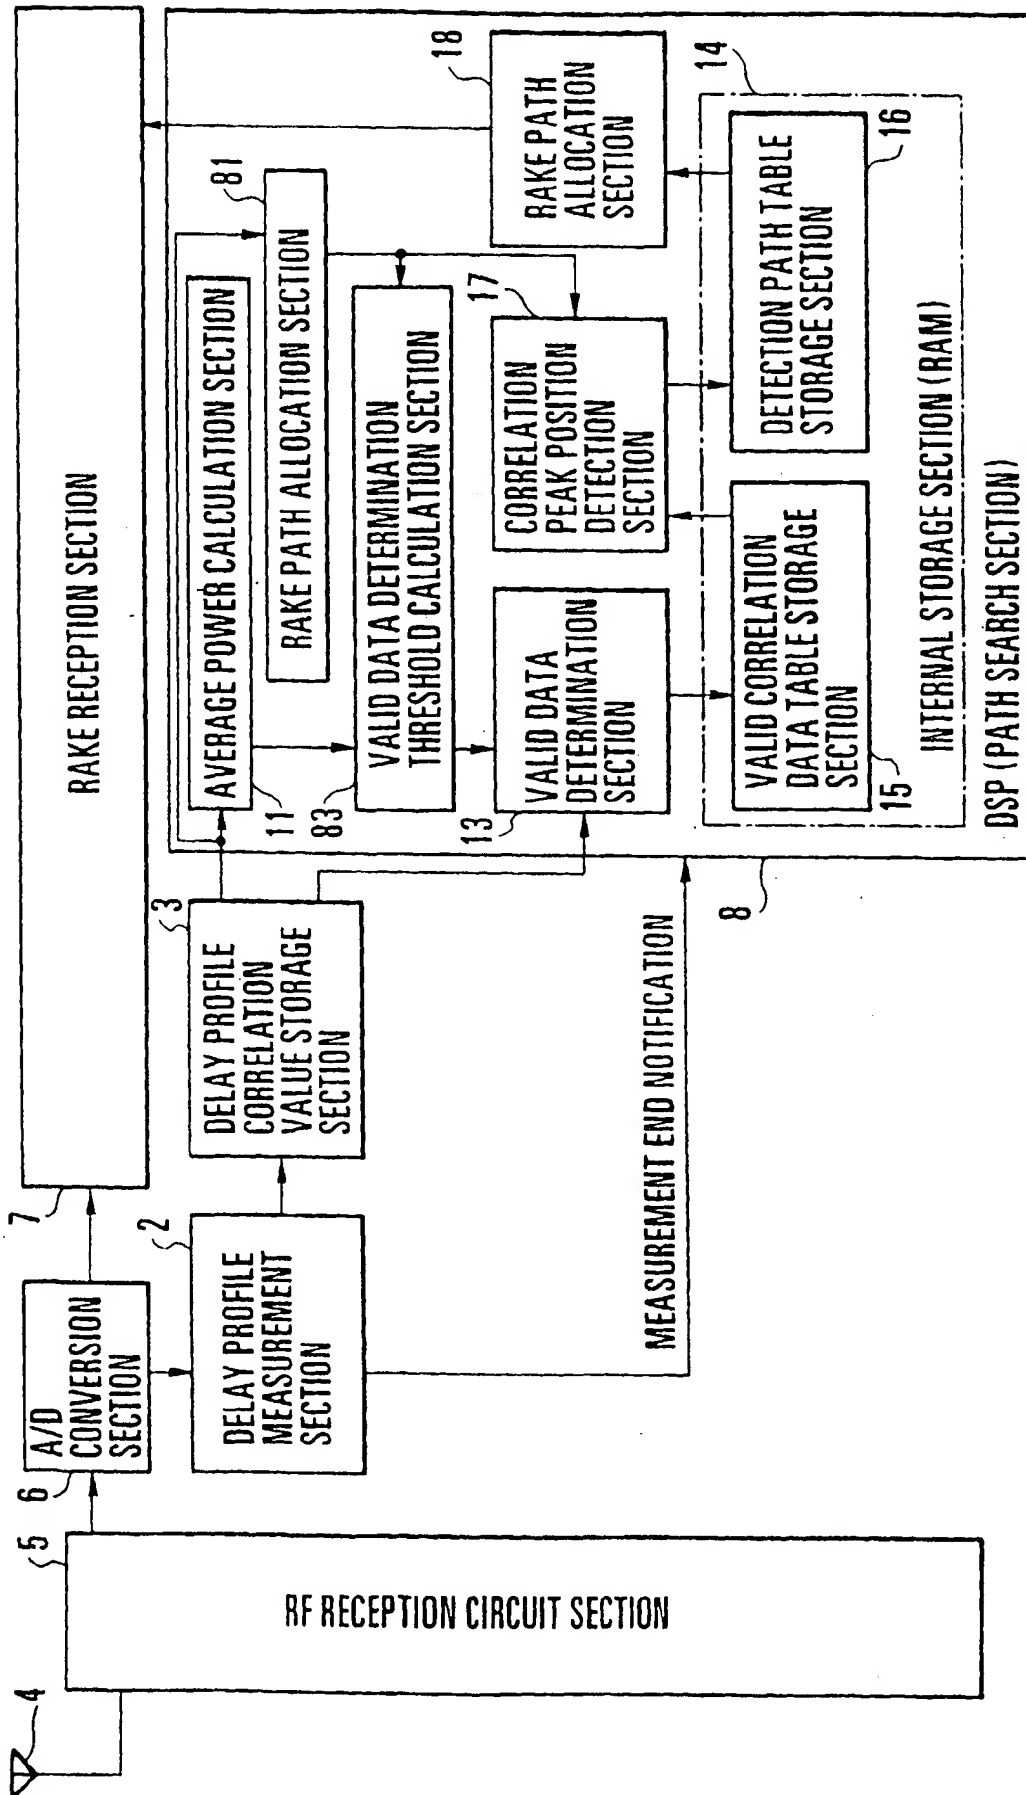 4
5
RF RECEPTION CIRCUIT SECTION
6
A/D
CONVERSION
SECTION
7
RAKE RECEPTION SECTION
2
DELAY PROFILE
MEASUREMENT
SECTION
3
DELAY PROFILE
CORRELATION
VALUE STORAGE
SECTION
MEASUREMENT END NOTIFICATION
8
11
AVERAGE POWER CALCULATION SECTION
81
RAKE PATH ALLOCATION SECTION
83
VALID DATA DETERMINATION
THRESHOLD CALCULATION SECTION
13
VALID DATA
DETERMINATION
SECTION
17
CORRELATION
PEAK POSITION
DETECTION
SECTION
18
RAKE PATH
ALLOCATION
SECTION
14
15
VALID CORRELATION
DATA TABLE STORAGE
SECTION
16
DETECTION PATH TABLE
STORAGE SECTION
INTERNAL STORAGE SECTION (RAM)
DSP (PATH SEARCH SECTION)